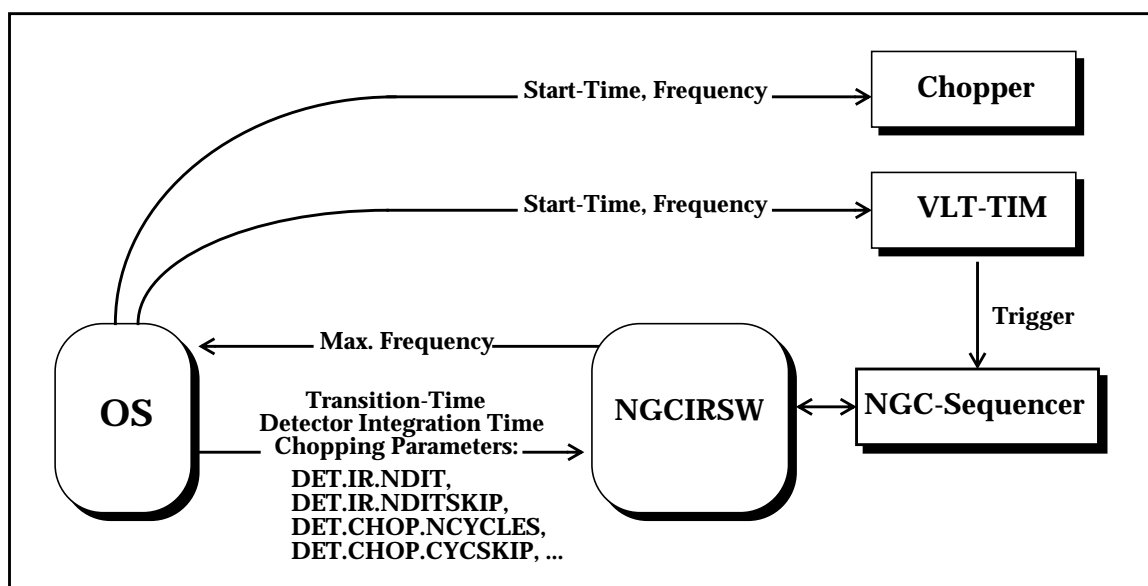 Start-Time, Frequency
Chopper
Start-Time, Frequency
VLT-TIM
Trigger
Max. Frequency
OS
Transition-Time
Detector Integration Time
Chopping Parameters:
DET.IR.NDIT,
DET.IR.NDITSKIP,
DET.CHOP.NCYCLES,
DET.CHOP.CYCSKIP, ...
NGCIRSW
NGC-Sequencer